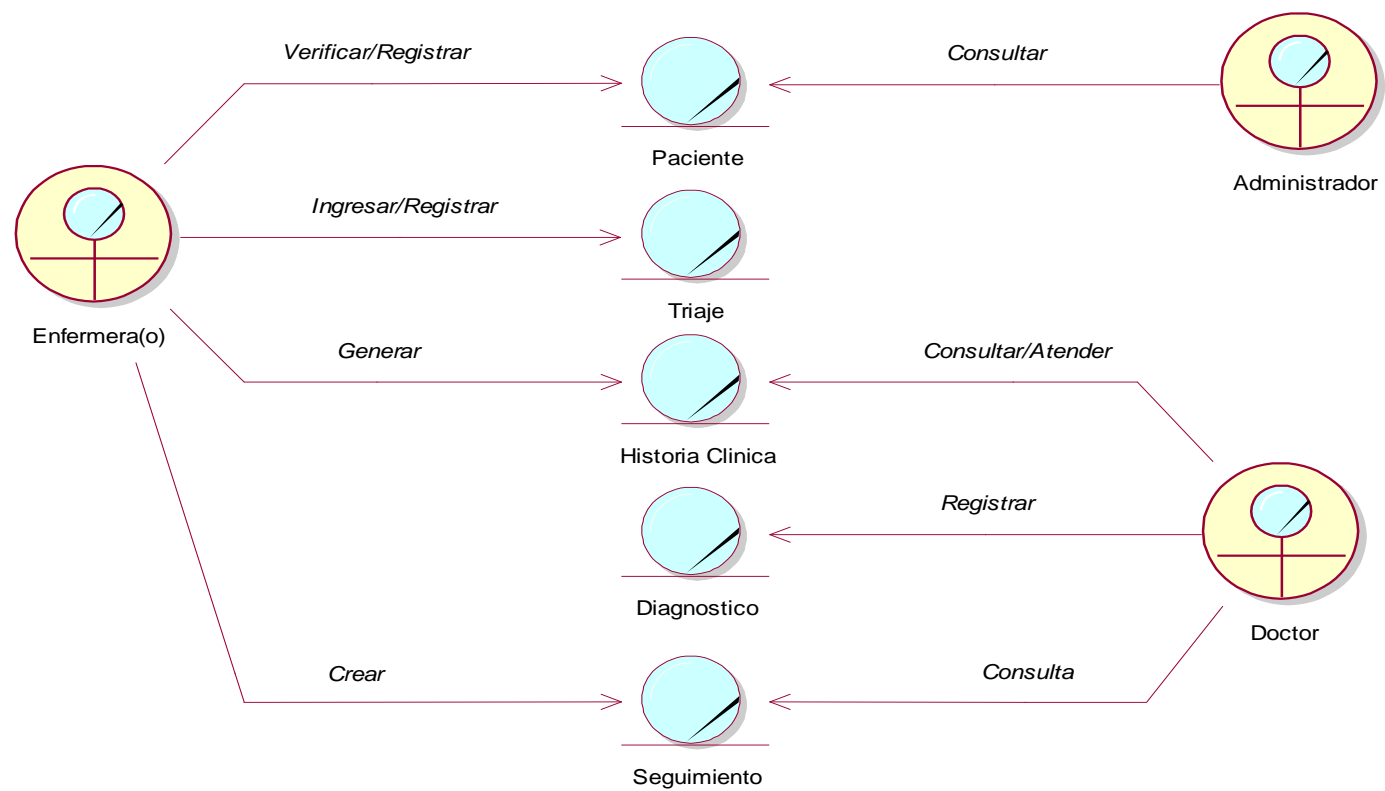 Verificar/Registrar
Consultar
Paciente
Administrador
Ingresar/Registrar
Triaje
Enfermera(o)
Generar
Consultar/Atender
Historia Clinica
Registrar
Diagnostico
Doctor
Crear
Consulta
Seguimiento